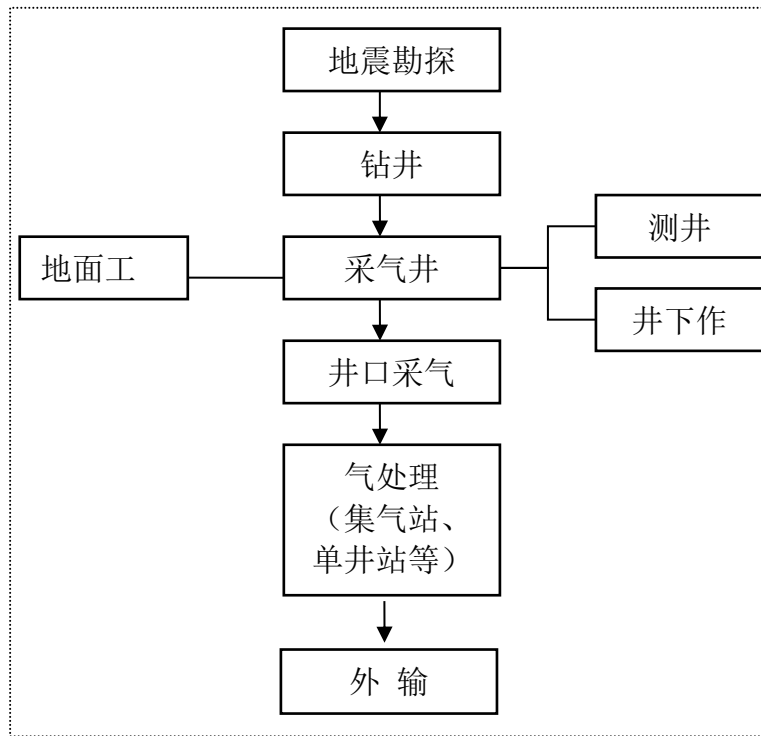 地震勘探
钻井
测井
地面工
采气井
井下作
井口采气
气处理
（集气站、
单井站等）
外 输